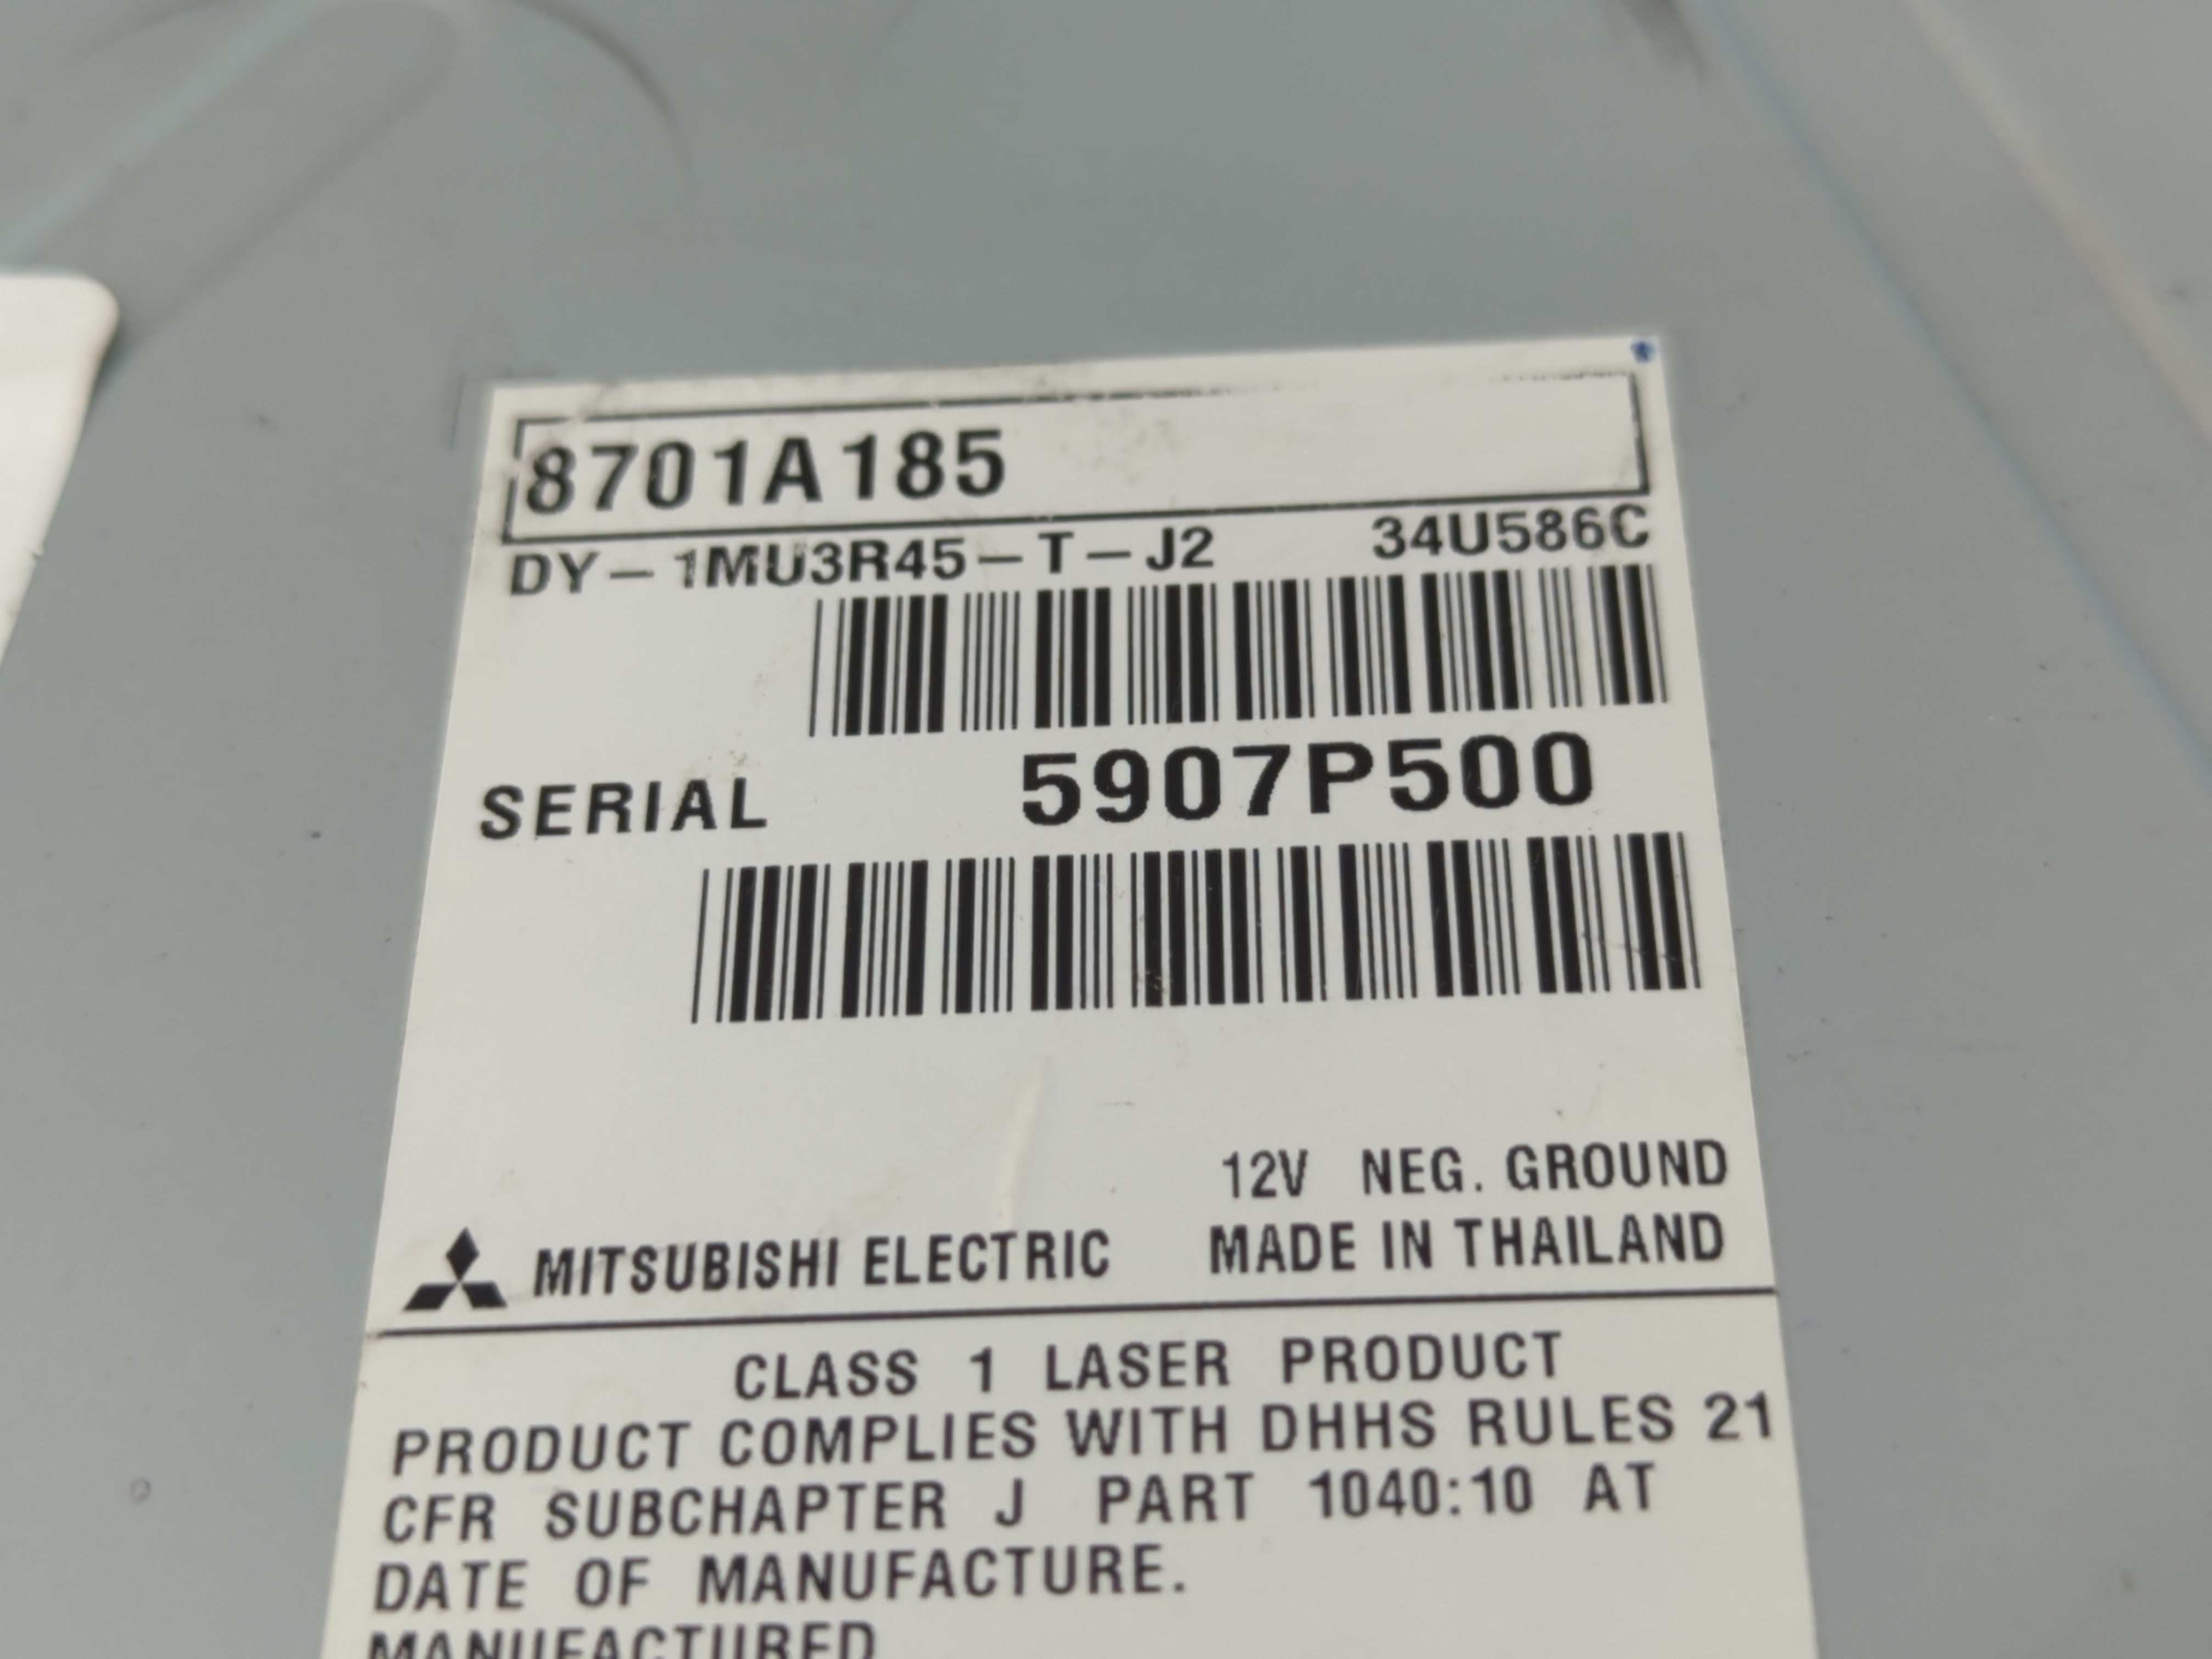 8701A185
DY-1MU3R45-T-J2 34U586C
SERIAL 5907P500
12V NEG. GROUND
MITSUBISHI ELECTRIC MADE IN THAILAND
CLASS 1 LASER PRODUCT
PRODUCT COMPLIES WITH DHHS RULES 21
CFR SUBCHAPTER J PART 1040:10 AT
DATE OF MANUFACTURE.
MANUFACTURED